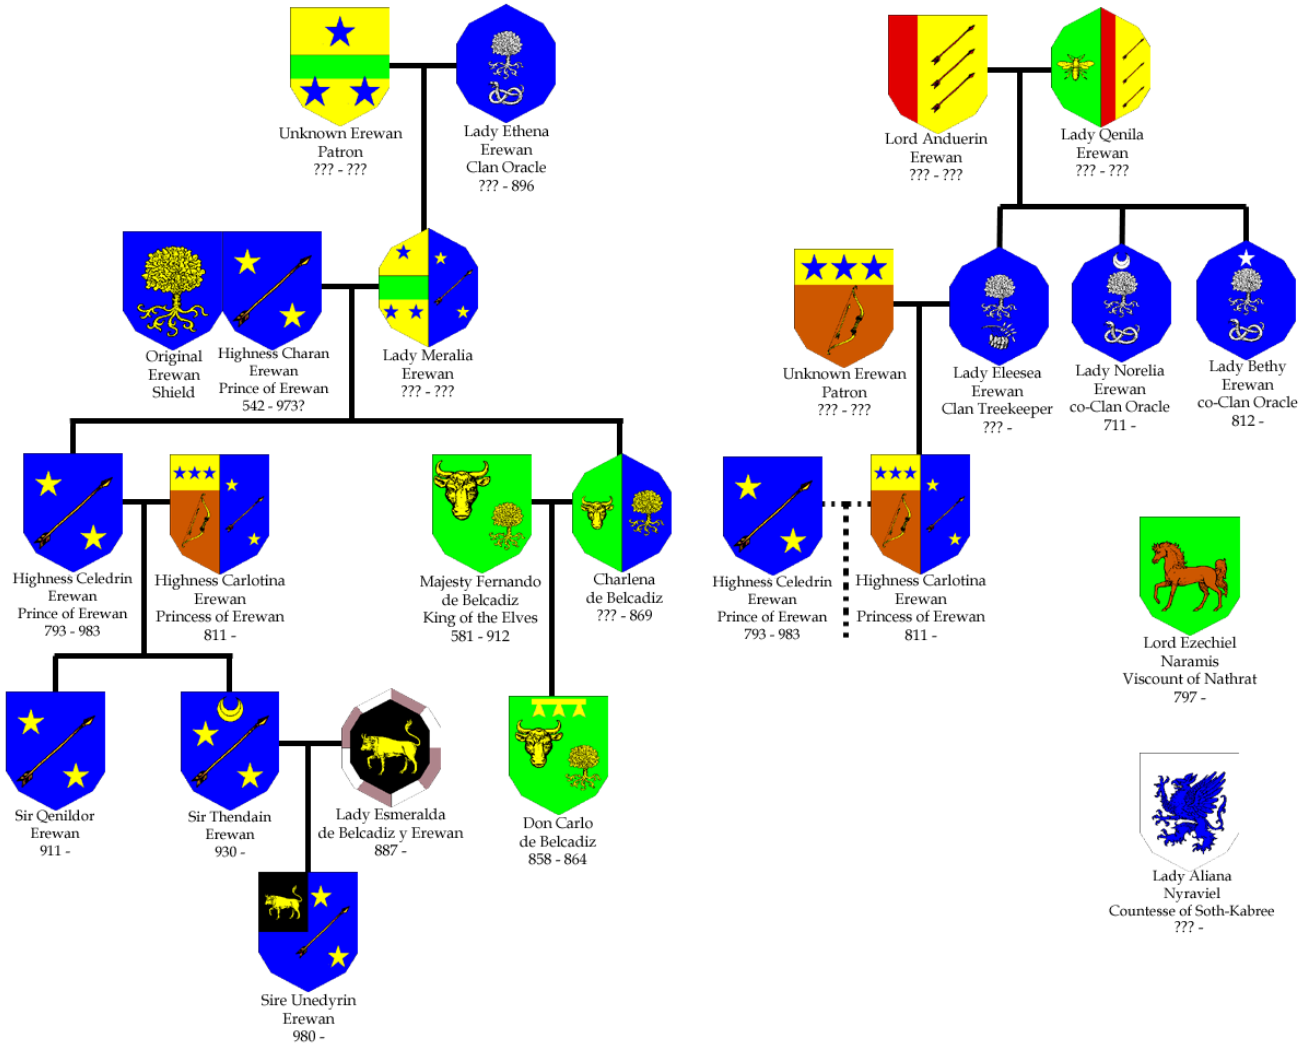 Unknown Erewan
Patron
??? - ???
Lady Ethena
Erewan
Clan Oracle
??? - 896
Lord Anduerin
Erewan
??? - ???
Lady Qenila
Erewan
??? - ???
Original
Erewan
Shield
Highness Charan
Erewan
Prince of Erewan
542 - 973?
Lady Meralia
Erewan
??? - ???
Unknown Erewan
Patron
??? - ???
Lady Eleesea
Erewan
Clan Treekeeper
??? -
Lady Norelia
Erewan
co-Clan Oracle
711 -
Lady Bethy
Erewan
co-Clan Oracle
812 -
Highness Celedrin
Erewan
Prince of Erewan
793 - 983
Highness Carlotina
Erewan
Princess of Erewan
811 -
Majesty Fernando
de Belcadiz
King of the Elves
581 - 912
Charlena
de Belcadiz
??? - 869
Highness Celedrin
Erewan
Prince of Erewan
793 - 983
Highness Carlotina
Erewan
Princess of Erewan
811 -
Lord Ezechiel
Naramis
Viscount of Nathrat
797 -
Sir Qenildor
Erewan
911 -
Sir Thendain
Erewan
930 -
Lady Esmeralda
de Belcadiz y Erewan
887 -
Don Carlo
de Belcadiz
858 - 864
Lady Aliana
Nyraviel
Countesse of Soth-Kabree
??? -
Sire Unedyrin
Erewan
980 -